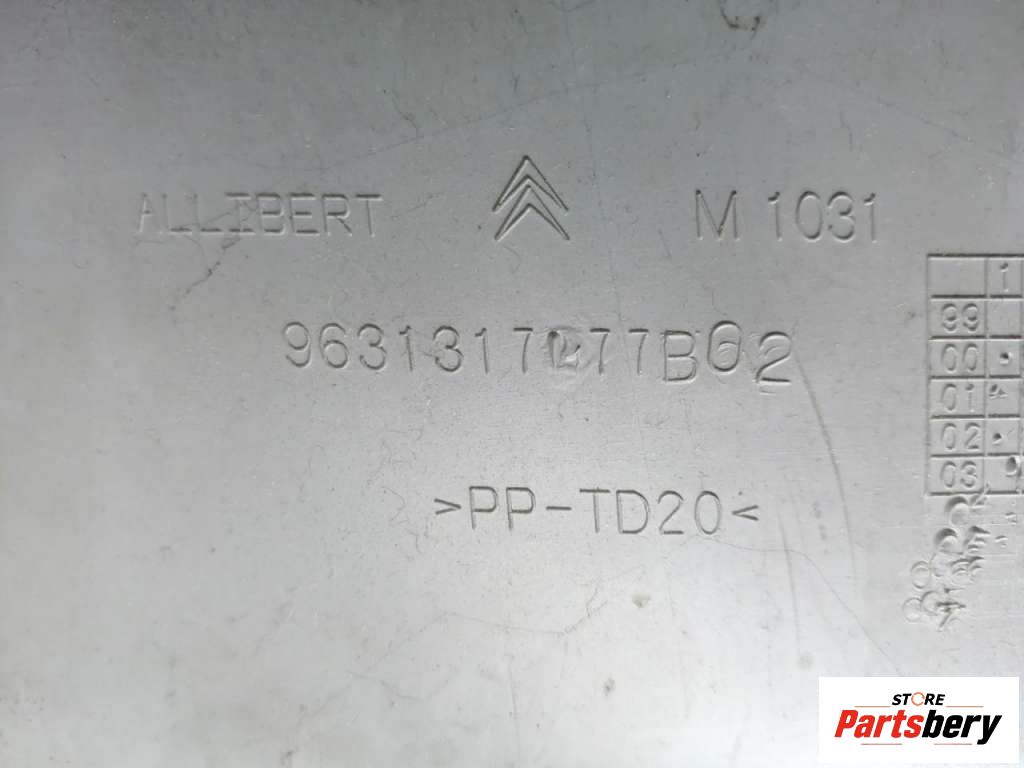 ALLIBERT M 1031
>PP-TD20<
1
99
00
01
02
03
STORE
Partsbery